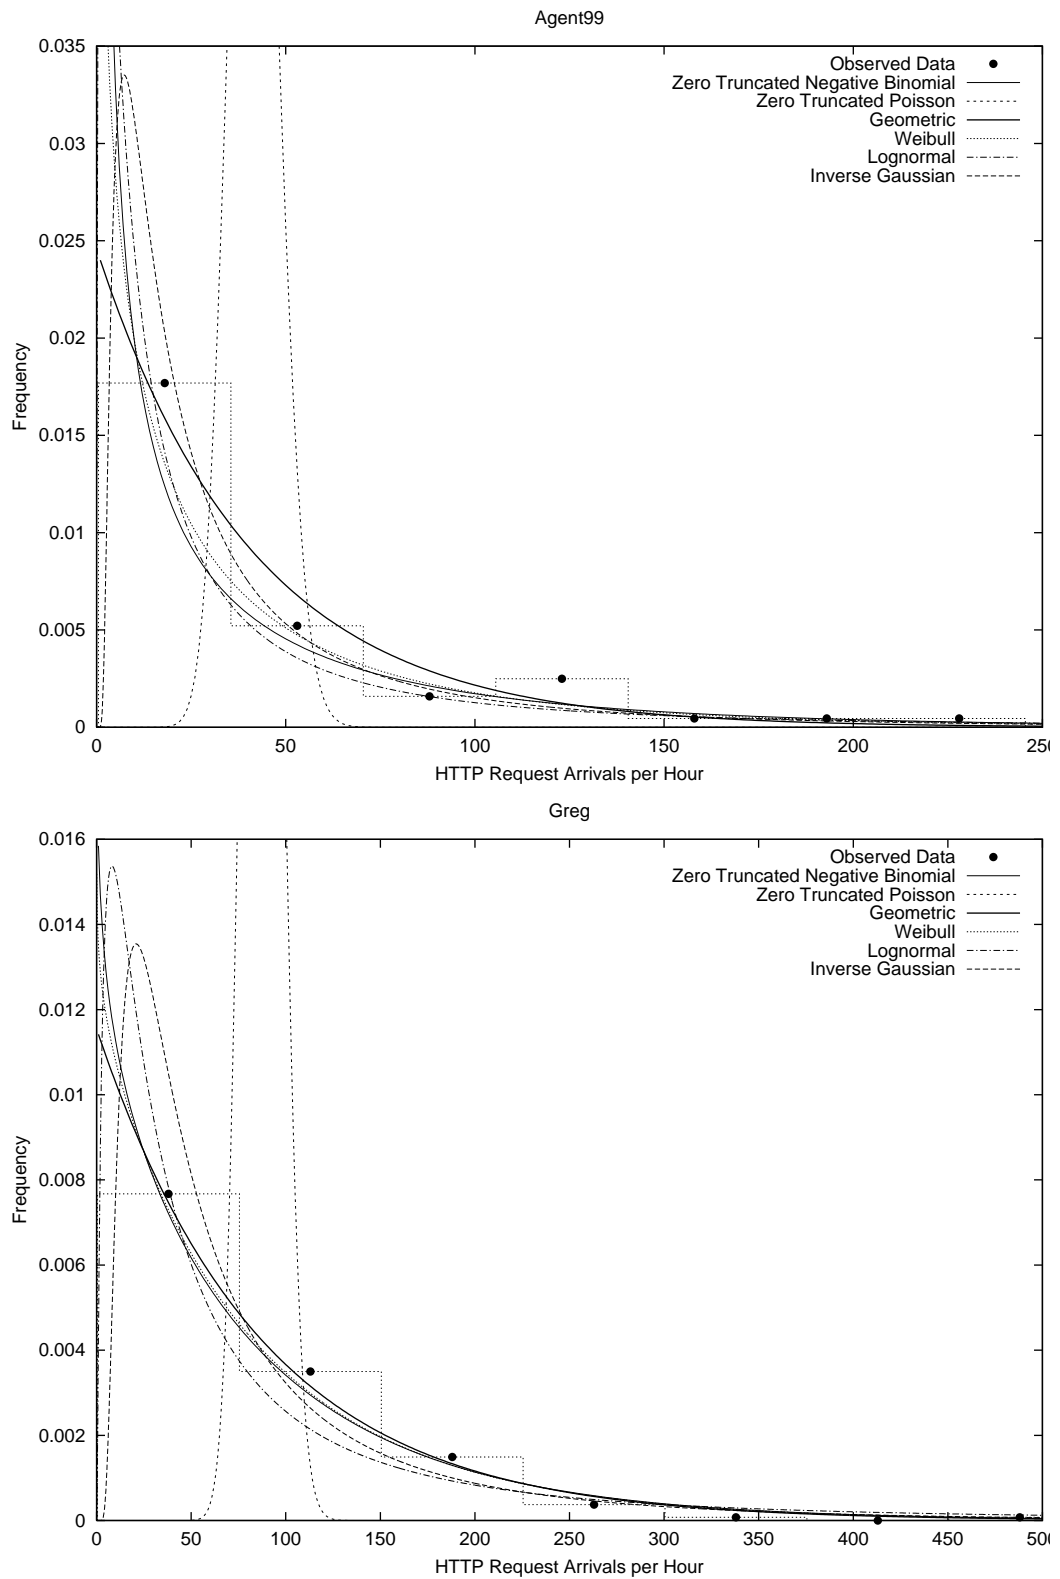 Agent99
0.035
0.03
0.025
0.02
0.015
0.01
0.005
0
Frequency
Observed Data
Zero Truncated Negative Binomial
Zero Truncated Poisson
Geometric
Weibull
Lognormal
Inverse Gaussian
0 50 100 150 200 250
HTTP Request Arrivals per Hour
Greg
0.016
0.014
0.012
0.01
0.008
0.006
0.004
0.002
0
Frequency
Observed Data
Zero Truncated Negative Binomial
Zero Truncated Poisson
Geometric
Weibull
Lognormal
Inverse Gaussian
0 50 100 150 200 250 300 350 400 450 500
HTTP Request Arrivals per Hour